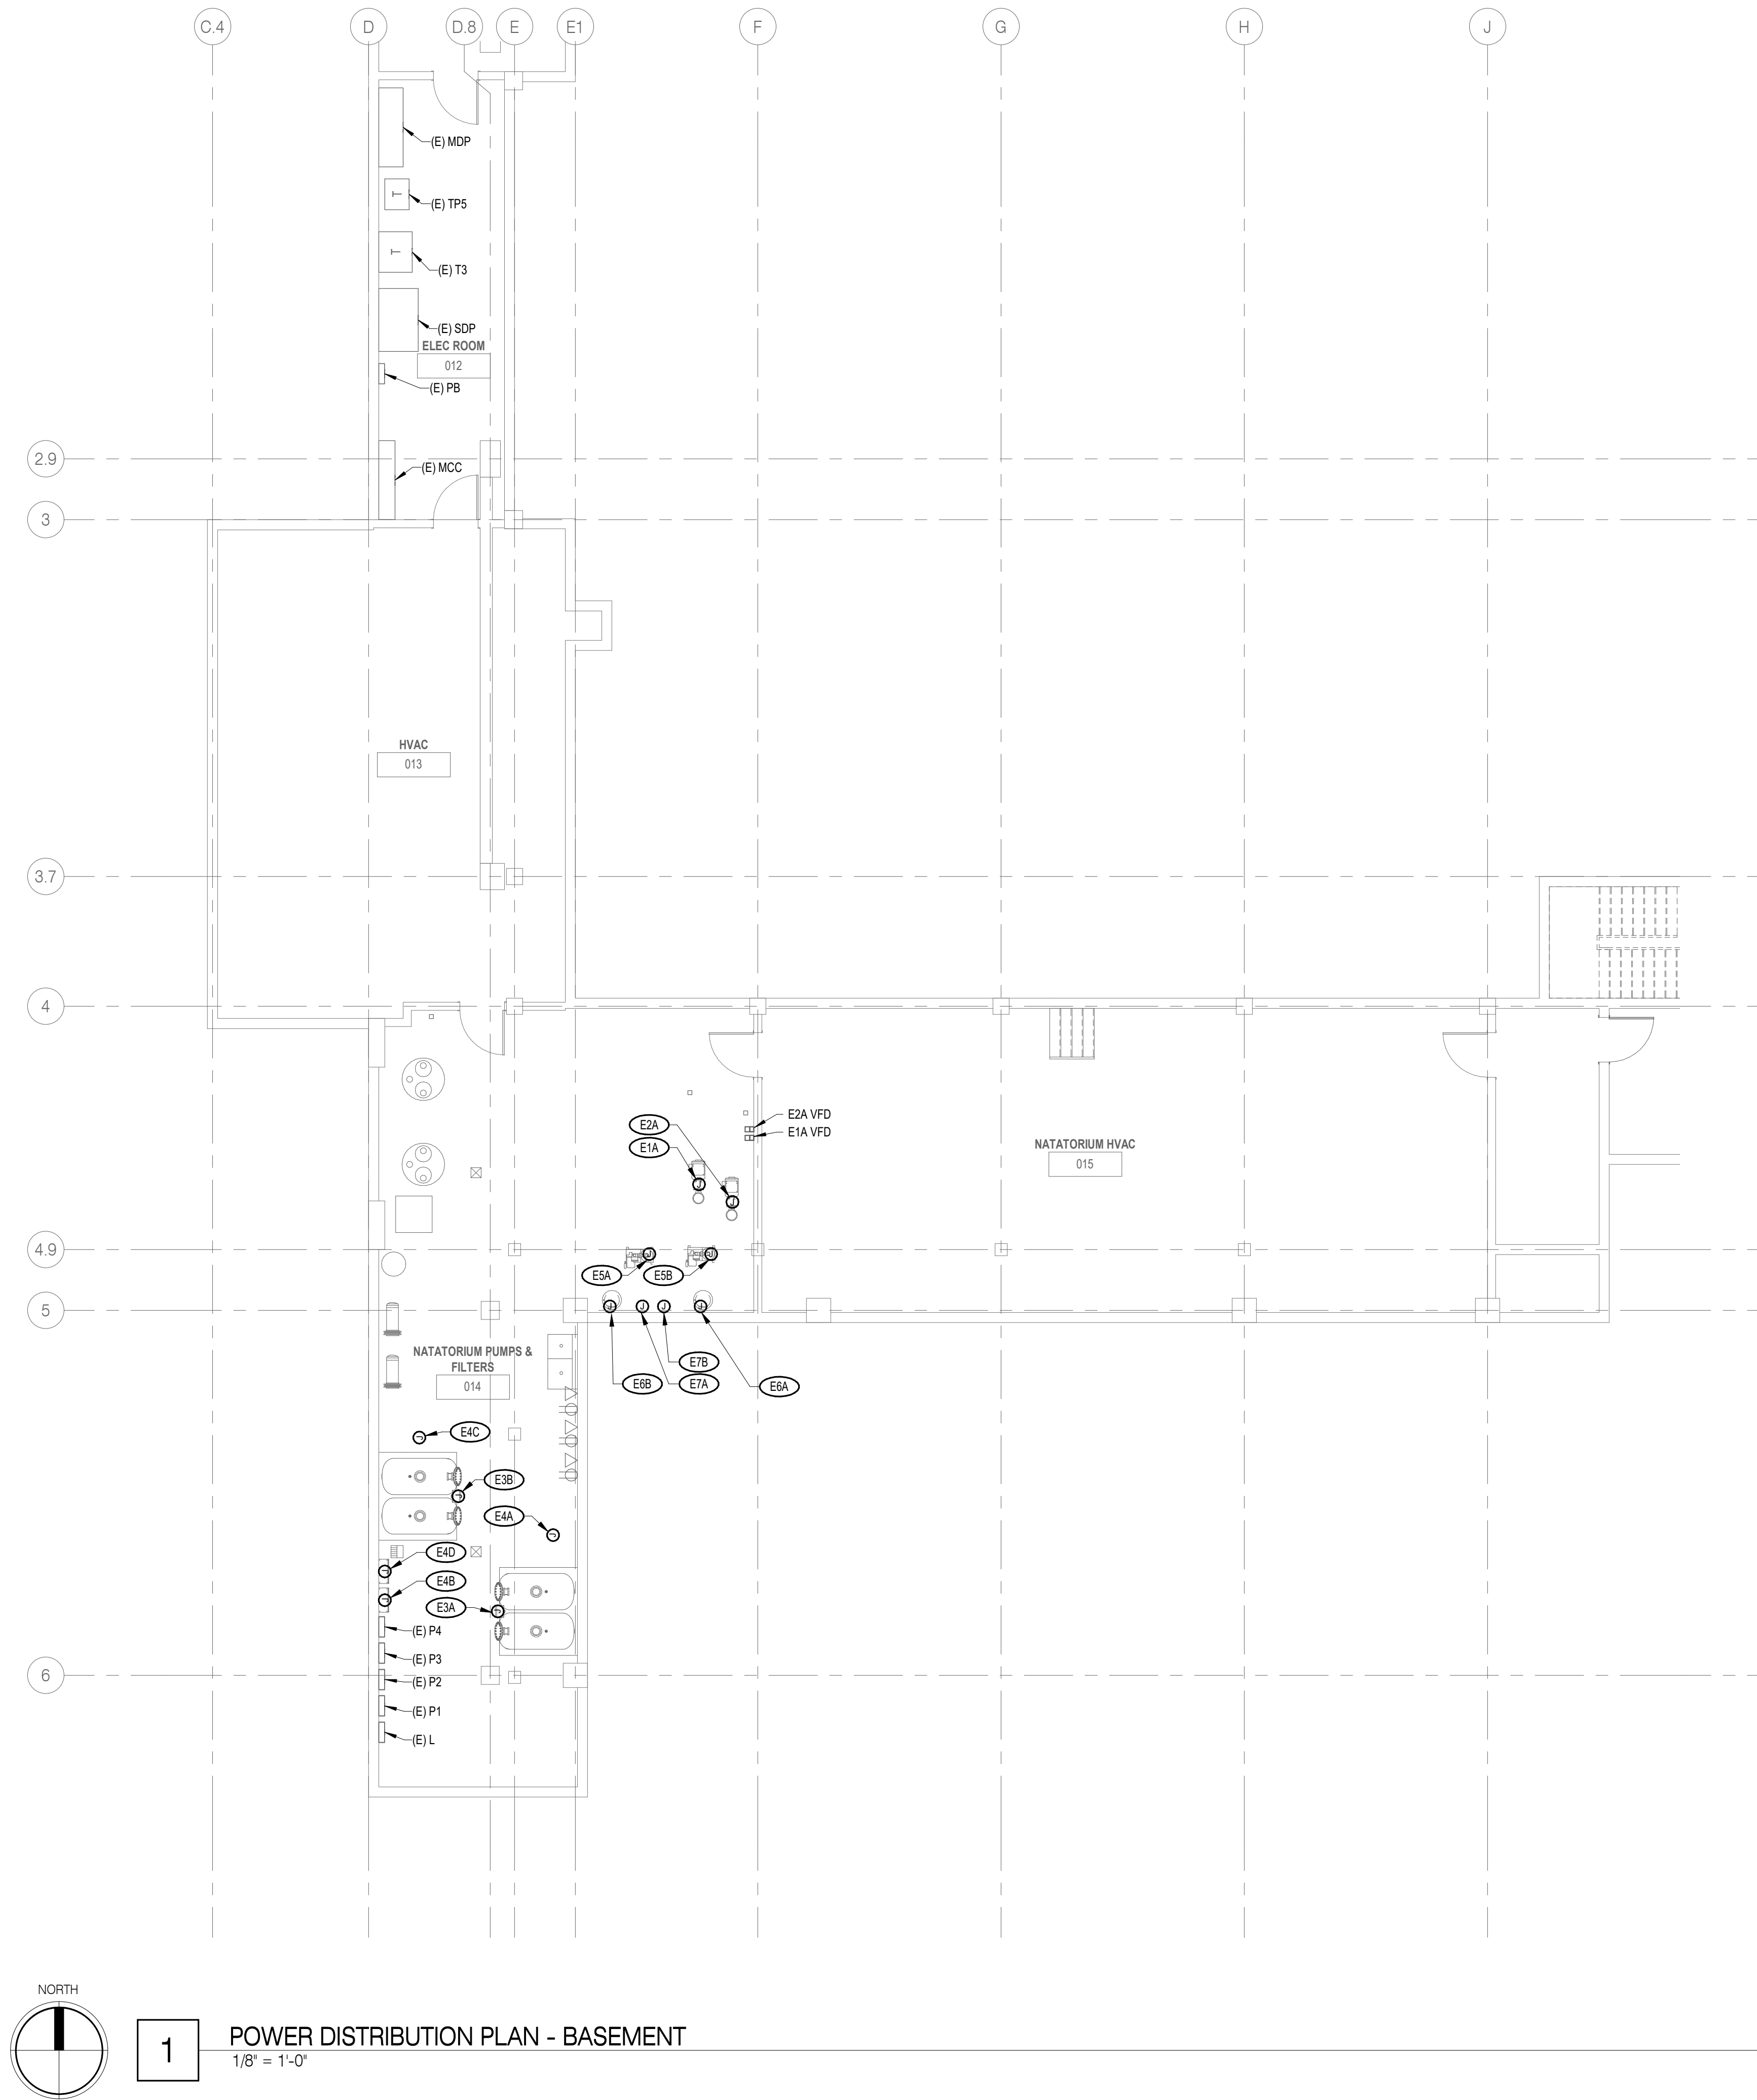 C.4 D D.8 E E1 F G H J
(E) MDP
T
(E) TP5
T
(E) T3
(E) SDP
ELEC ROOM
012
(E) PB
2.9
(E) MCC
3
HVAC
013
3.7
4
E2A VFD
E2A
E1A VFD
E1A
NATATORIUM HVAC
015
J
J
4.9
J
J
E5A
E5B
5
J
J
J
J
NATATORIUM PUMPS &
FILTERS
014
E7B
E6B
E7A
E6A
E4C
J
E3B
J
E4A
J
E4D
J
E4B
J
E3A
J
(E) P4
(E) P3
6
(E) P2
(E) P1
(E) L
NORTH
1
POWER DISTRIBUTION PLAN - BASEMENT
1/8" = 1'-0"